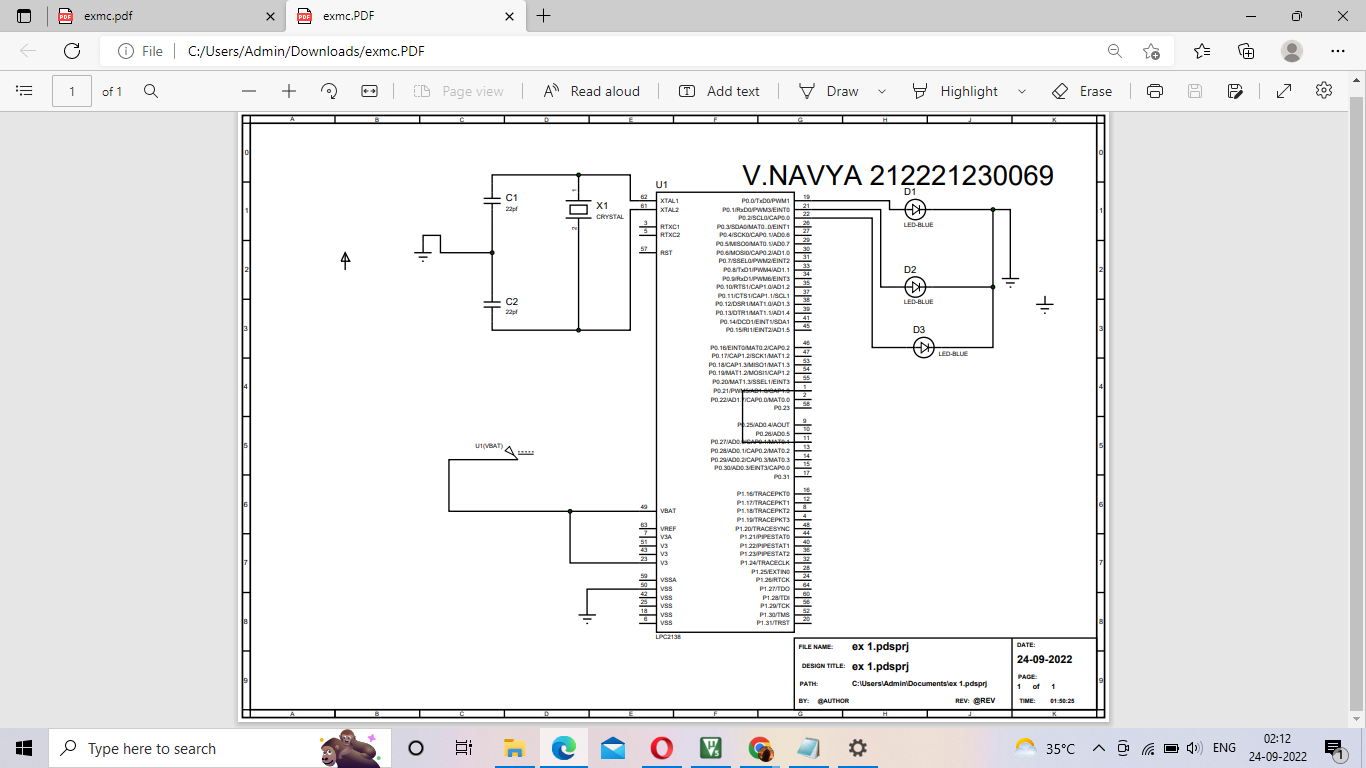 exmc.pdf
exmc.PDF
File
C:/Users/Admin/Downloads/exmc.PDF
1 of 1
Page view
Read aloud
Add text
Draw
Highlight
Erase
A B C D E F G H J K
V.NAVYA 212221230069
U1
C1
22pf
X1
CRYSTAL
1
2
C2
22pf
62 XTAL1
61 XTAL2
3 RTXC1
5 RTXC2
57 RST
U1(VBAT)
49 VBAT
63 VREF
7 V3A
51 V3
43 V3
23 V3
59 VSSA
50 VSS
42 VSS
25 VSS
18 VSS
6 VSS
LPC2138
P0.0/TxD0/PWM1 19
P0.1/RxD0/PWM3/EINT0 21
P0.2/SCL0/CAP0.0 22
P0.3/SDA0/MAT0..0/EINT1 26
P0.4/SCK0/CAP0.1/AD0.6 27
P0.5/MISO0/MAT0.1/AD0.7 29
P0.6/MOSI0/CAP0.2/AD1.0 30
P0.7/SSEL0/PWM2/EINT2 31
P0.8/TxD1/PWM4/AD1.1 33
P0.9/RxD1/PWM6/EINT3 34
P0.10/RTS1/CAP1.0/AD1.2 35
P0.11/CTS1/CAP1.1/SCL1 37
P0.12/DSR1/MAT1.0/AD1.3 38
P0.13/DTR1/MAT1.1/AD1.4 39
P0.14/DCD1/EINT1/SDA1 41
P0.15/RI1/EINT2/AD1.5 45
P0.16/EINT0/MAT0.2/CAP0.2 46
P0.17/CAP1.2/SCK1/MAT1.2 47
P0.18/CAP1.3/MISO1/MAT1.3 53
P0.19/MAT1.2/MOSI1/CAP1.2 54
P0.20/MAT1.3/SSEL1/EINT3 55
P0.21/PWM5/AD1.6/CAP1.3 1
P0.22/AD1.7/CAP0.0/MAT0.0 2
P0.23 58
P0.25/AD0.4/AOUT 9
P0.26/AD0.5 10
P0.27/AD0.0/CAP0.1/MAT0.1 11
P0.28/AD0.1/CAP0.2/MAT0.2 13
P0.29/AD0.2/CAP0.3/MAT0.3 14
P0.30/AD0.3/EINT3/CAP0.0 15
P0.31 17
P1.16/TRACEPKT0 16
P1.17/TRACEPKT1 12
P1.18/TRACEPKT2 8
P1.19/TRACEPKT3 4
P1.20/TRACESYNC 48
P1.21/PIPESTAT0 44
P1.22/PIPESTAT1 40
P1.23/PIPESTAT2 36
P1.24/TRACECLK 32
P1.25/EXTIN0 28
P1.26/RTCK 24
P1.27/TDO 64
P1.28/TDI 60
P1.29/TCK 56
P1.30/TMS 52
P1.31/TRST 20
D1
LED-BLUE
D2
LED-BLUE
D3
LED-BLUE
0 0
1 1
2 2
3 3
4 4
5 5
6 6
7 7
8 8
9 9
FILE NAME: ex 1.pdsprj
DESIGN TITLE: ex 1.pdsprj
PATH: C:\Users\Admin\Documents\ex 1.pdsprj
BY: @AUTHOR REV: @REV
DATE:
24-09-2022
PAGE:
1 of 1
TIME: 01:50:25
A B C D E F G H J K
Type here to search
35°C
ENG
02:12
24-09-2022
1